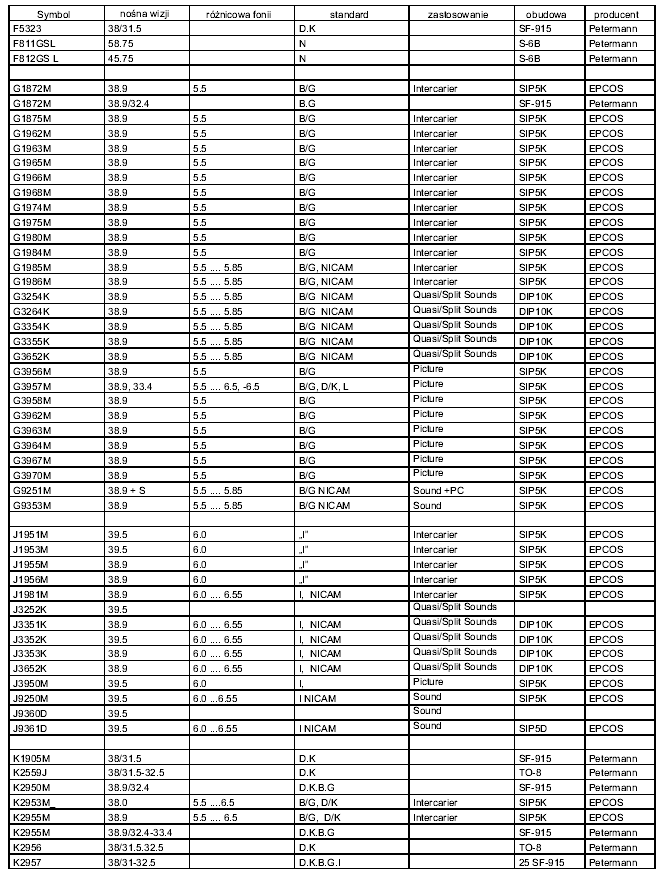 Symbol nośna wizji różnicowa fonii standard zastosowanie obudowa producent
F5323 38/31.5 D.K SF-915 Petermann
F811GSL 58.75 N S-6B Petermann
F812GS L 45.75 N S-6B Petermann
G1872M 38.9 5.5 B/G Intercarier SIP5K EPCOS
G1872M 38.9/32.4 B.G SF-915 Petermann
G1875M 38.9 5.5 B/G Intercarier SIP5K EPCOS
G1962M 38.9 5.5 B/G Intercarier SIP5K EPCOS
G1963M 38.9 5.5 B/G Intercarier SIP5K EPCOS
G1965M 38.9 5.5 B/G Intercarier SIP5K EPCOS
G1966M 38.9 5.5 B/G Intercarier SIP5K EPCOS
G1968M 38.9 5.5 B/G Intercarier SIP5K EPCOS
G1974M 38.9 5.5 B/G Intercarier SIP5K EPCOS
G1975M 38.9 5.5 B/G Intercarier SIP5K EPCOS
G1980M 38.9 5.5 B/G Intercarier SIP5K EPCOS
G1984M 38.9 5.5 B/G Intercarier SIP5K EPCOS
G1985M 38.9 5.5 .... 5.85 B/G, NICAM Intercarier SIP5K EPCOS
G1986M 38.9 5.5 .... 5.85 B/G, NICAM Intercarier SIP5K EPCOS
G3254K 38.9 5.5 .... 5.85 B/G NICAM Quasi/Split Sounds DIP10K EPCOS
G3264K 38.9 5.5 .... 5.85 B/G NICAM Quasi/Split Sounds DIP10K EPCOS
G3354K 38.9 5.5 .... 5.85 B/G NICAM Quasi/Split Sounds DIP10K EPCOS
G3355K 38.9 5.5 .... 5.85 B/G NICAM Quasi/Split Sounds DIP10K EPCOS
G3652K 38.9 5.5 .... 5.85 B/G NICAM Quasi/Split Sounds DIP10K EPCOS
G3956M 38.9 5.5 B/G Picture SIP5K EPCOS
G3957M 38.9, 33.4 5.5 .... 6.5, -6.5 B/G, D/K, L Picture SIP5K EPCOS
G3958M 38.9 5.5 B/G Picture SIP5K EPCOS
G3962M 38.9 5.5 B/G Picture SIP5K EPCOS
G3963M 38.9 5.5 B/G Picture SIP5K EPCOS
G3964M 38.9 5.5 B/G Picture SIP5K EPCOS
G3967M 38.9 5.5 B/G Picture SIP5K EPCOS
G3970M 38.9 5.5 B/G Picture SIP5K EPCOS
G9251M 38.9 + S 5.5 .... 5.85 B/G NICAM Sound +PC SIP5K EPCOS
G9353M 38.9 5.5 .... 5.85 B/G NICAM Sound SIP5K EPCOS
J1951M 39.5 6.0 „I” Intercarier SIP5K EPCOS
J1953M 39.5 6.0 „I” Intercarier SIP5K EPCOS
J1955M 38.9 6.0 „I” Intercarier SIP5K EPCOS
J1956M 38.9 6.0 „I” Intercarier SIP5K EPCOS
J1981M 38.9 6.0 .... 6.55 I, NICAM Intercarier SIP5K EPCOS
J3252K 39.5 Quasi/Split Sounds
J3351K 38.9 6.0 .... 6.55 I, NICAM Quasi/Split Sounds DIP10K EPCOS
J3352K 39.5 6.0 .... 6.55 I, NICAM Quasi/Split Sounds DIP10K EPCOS
J3353K 38.9 6.0 .... 6.55 I, NICAM Quasi/Split Sounds DIP10K EPCOS
J3652K 38.9 6.0 .... 6.55 I, NICAM Quasi/Split Sounds DIP10K EPCOS
J3950M 39.5 6.0 I, Picture SIP5K EPCOS
J9250M 39.5 6.0 ...6.55 I NICAM Sound SIP5K EPCOS
J9360D 39.5 Sound
J9361D 39.5 6.0 ...6.55 I NICAM Sound SIP5D EPCOS
K1905M 38/31.5 D.K SF-915 Petermann
K2559J 38/31.5-32.5 D.K TO-8 Petermann
K2950M 38.9/32.4 D.K.B.G SF-915 Petermann
K2953M_ 38.0 5.5 ....6.5 B/G, D/K Intercarier SIP5K EPCOS
K2955M 38.9 5.5 .... 6.5 B/G, D/K Intercarier SIP5K EPCOS
K2955M 38.9/32.4-33.4 D.K.B.G SF-915 Petermann
K2956 38/31.5.32.5 D.K TO-8 Petermann
K2957 38/31-32.5 D.K.B.G.I 25 SF-915 Petermann